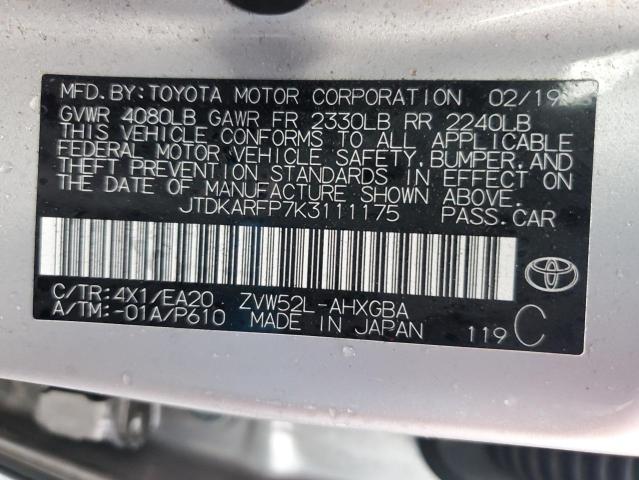 MFD. BY: TOYOTA MOTOR CORPORATION 02/19
GVWR 4080LB GAWR FR 2330LB RR 2240LB
THIS VEHICLE CONFORMS TO ALL APPLICABLE
FEDERAL MOTOR VEHICLE SAFETY, BUMPER, AND
THEFT PREVENTION STANDARDS IN EFFECT ON
THE DATE OF MANUFACTURE SHOWN ABOVE.
JTDKARFP7K3111175 PASS. CAR
C/TR: 4X1/EA20 ZVW52L-AHXGBA
A/TM: -01A/P610 MADE IN JAPAN 119 C